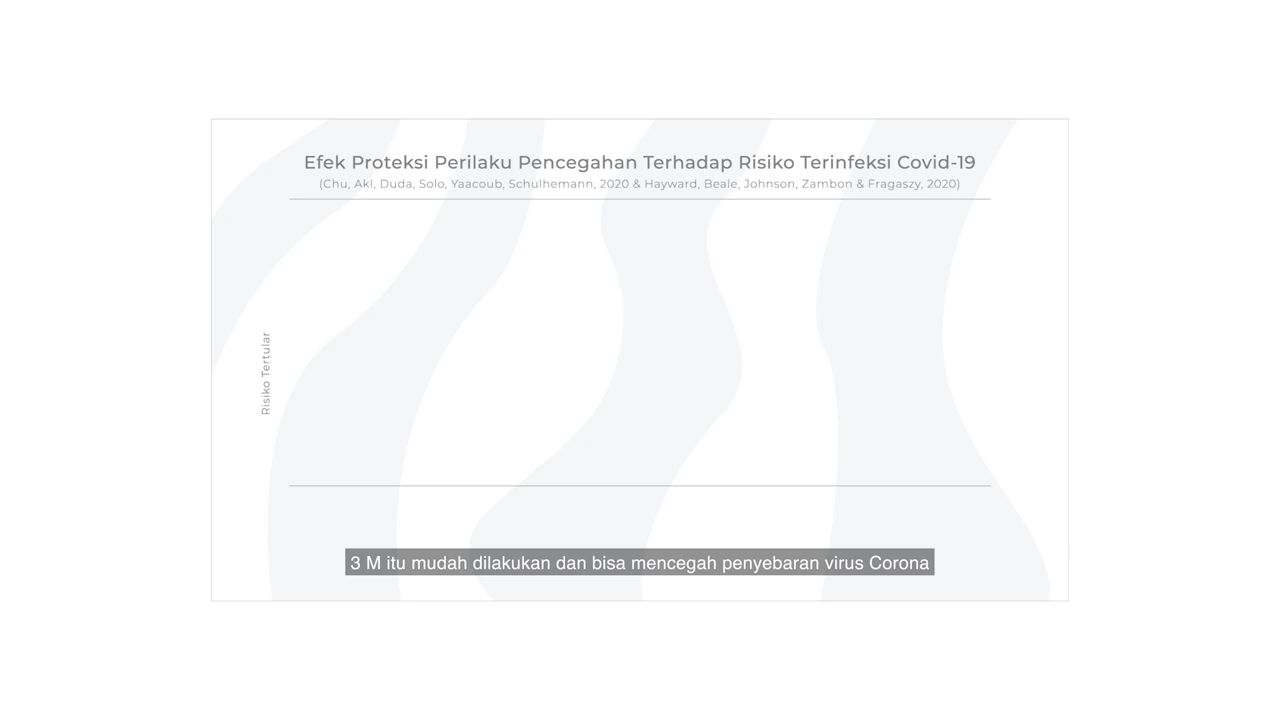 Efek Proteksi Perilaku Pencegahan Terhadap Risiko Terinfeksi Covid-19
(Chu, Akl, Duda, Solo, Yaacoub, Schulhemann, 2020 & Hayward, Beale, Johnson, Zambon & Fragaszy, 2020)
Risiko Tertular
3 M itu mudah dilakukan dan bisa mencegah penyebaran virus Corona